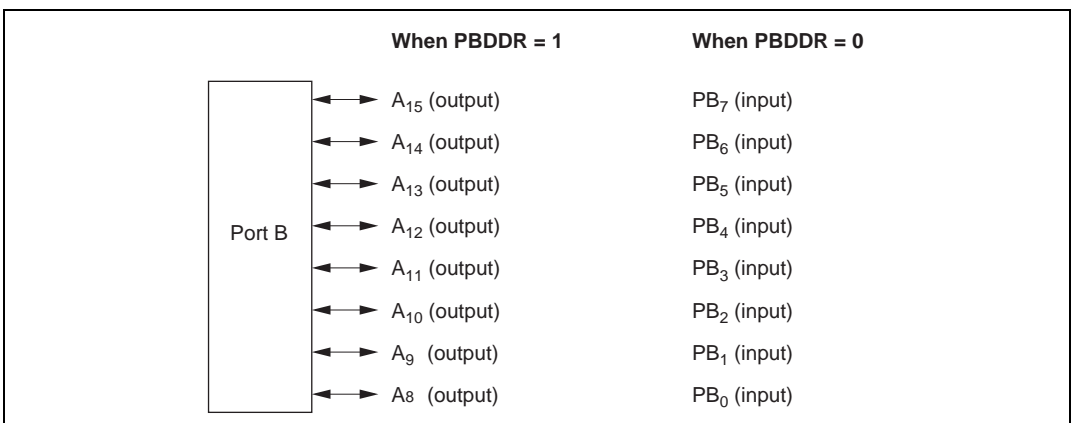 When PBDDR = 1 When PBDDR = 0
A15 (output) PB7 (input)
A14 (output) PB6 (input)
A13 (output) PB5 (input)
Port B A12 (output) PB4 (input)
A11 (output) PB3 (input)
A10 (output) PB2 (input)
A9 (output) PB1 (input)
A8 (output) PB0 (input)